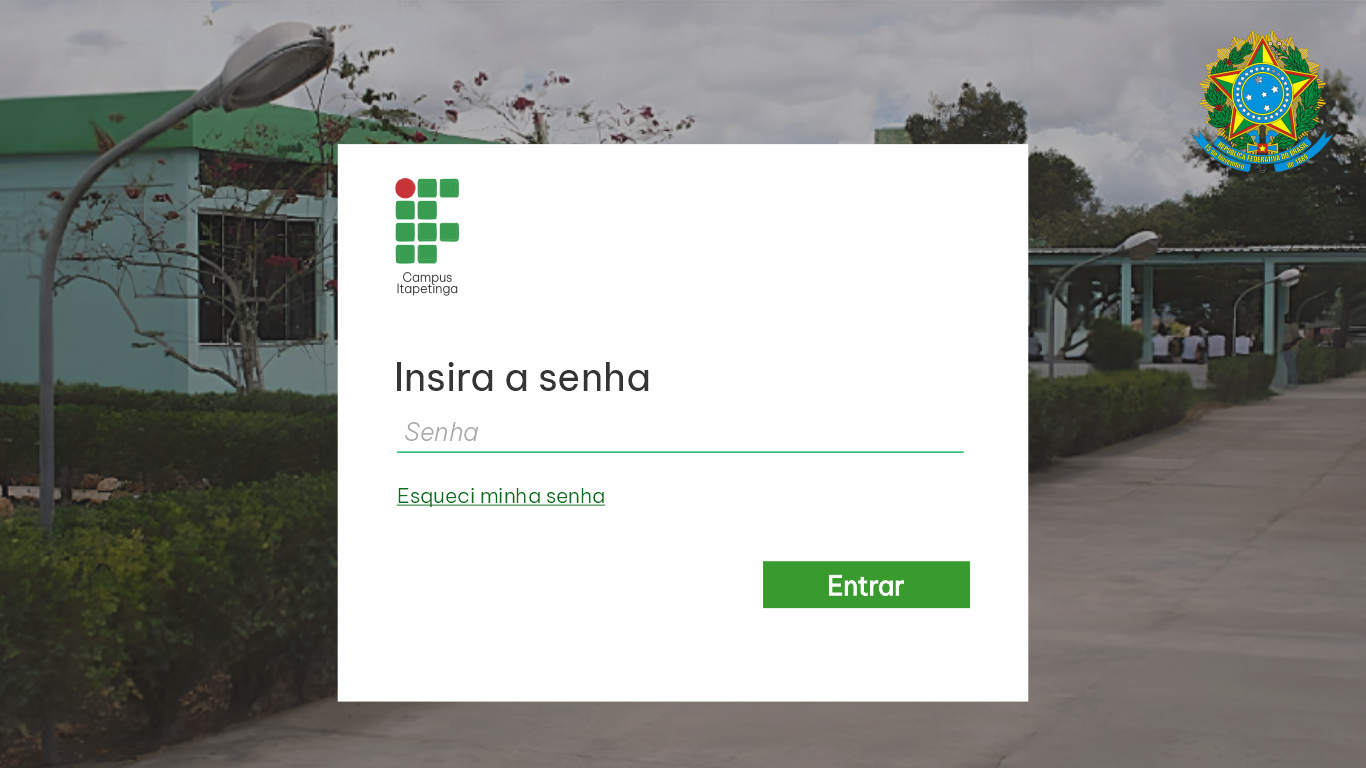 REPÚBLICA FEDERATIVA DO BRASIL
15 de Novembro
de 1889
Campus
Itapetinga
Insira a senha
Senha
Esqueci minha senha
Entrar